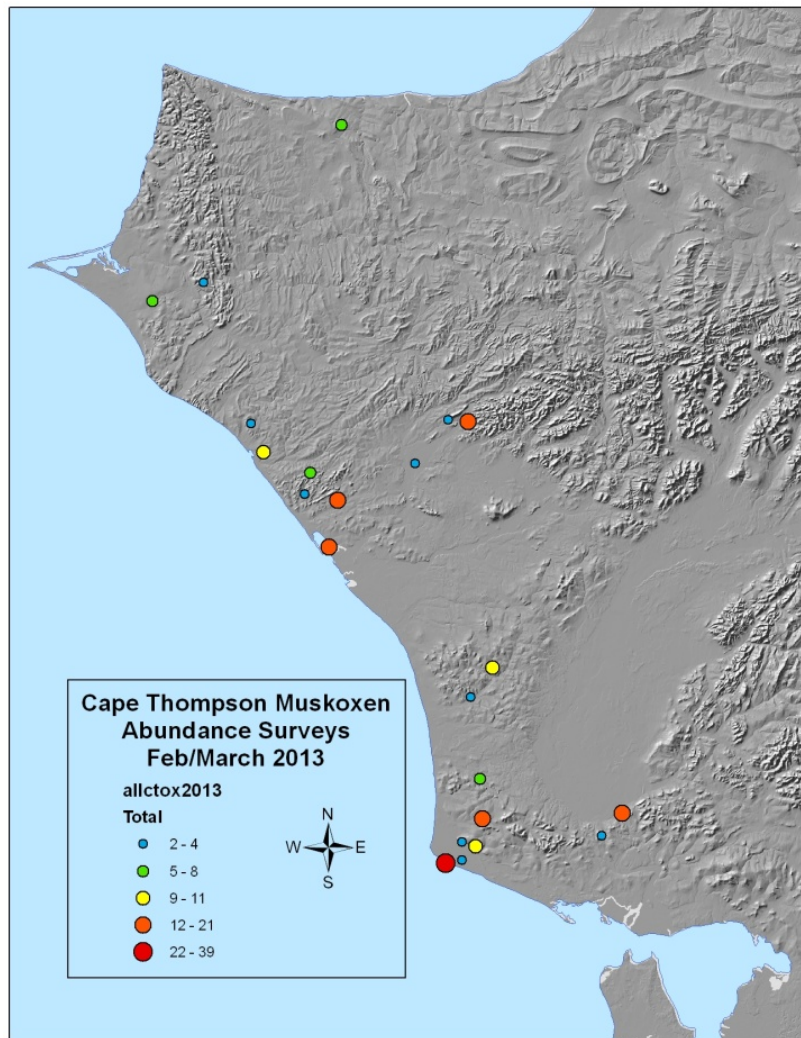 Cape Thompson Muskoxen
Abundance Surveys
Feb/March 2013
allctox2013
Total
2 - 4
5 - 8
9 - 11
12 - 21
22 - 39
N
W E
S